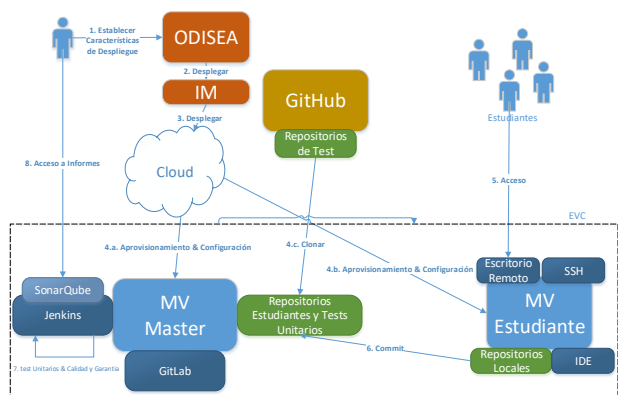 1. Establecer
Características
de Despliegue
ODISEA
2. Desplegar
IM
3. Desplegar
GitHub
Repositorios
de Test
Estudiantes
8. Acceso a Informes
Cloud
5. Acceso
EVC
4.a. Aprovisionamiento & Configuración
4.c. Clonar
4.b. Aprovisionamiento & Configuración
Escritorio
Remoto
SSH
SonarQube
Jenkins
MV
Master
Repositorios
Estudiantes y Tests
Unitarios
MV
Estudiante
6. Commit
Repositorios
Locales
IDE
GitLab
7. test Unitarios & Calidad y Garantía